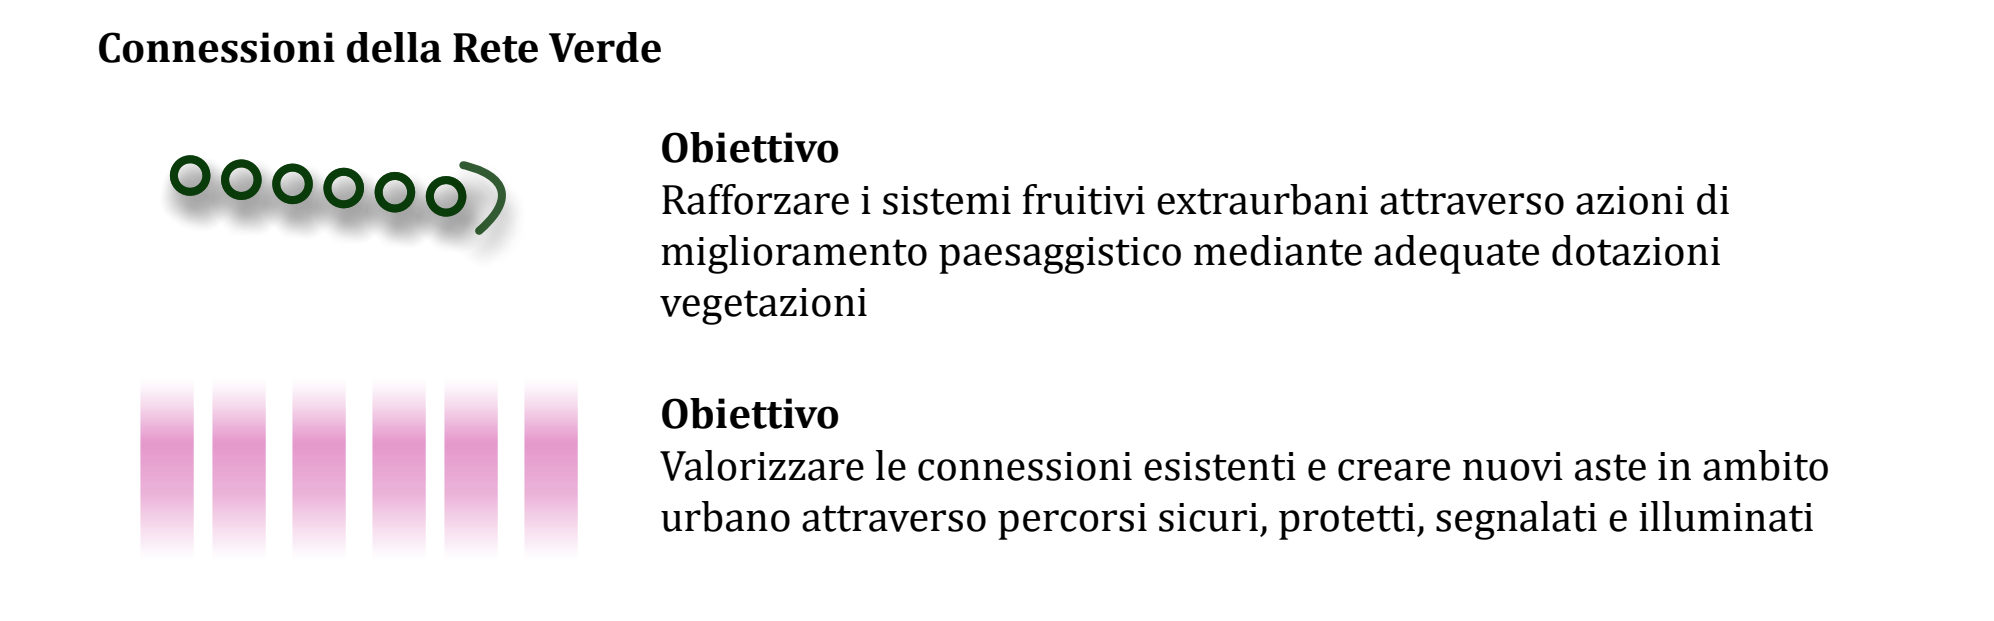 Connessioni della Rete Verde
Obiettivo
Rafforzare i sistemi fruitivi extraurbani attraverso azioni di
miglioramento paesaggistico mediante adequate dotazioni
vegetazioni
Obiettivo
Valorizzare le connessioni esistenti e creare nuovi aste in ambito
urbano attraverso percorsi sicuri, protetti, segnalati e illuminati